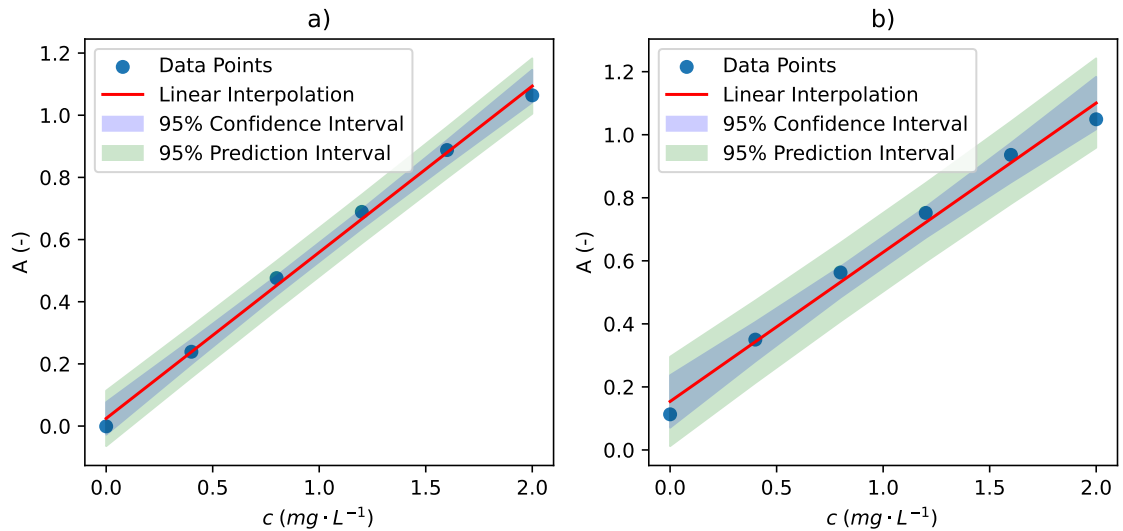 a)
A (-)
1.2
1.0
0.8
0.6
0.4
0.2
0.0
Data Points
Linear Interpolation
95% Confidence Interval
95% Prediction Interval
0.0 0.5 1.0 1.5 2.0
c (mg · L⁻¹)
b)
A (-)
1.2
1.0
0.8
0.6
0.4
0.2
0.0
Data Points
Linear Interpolation
95% Confidence Interval
95% Prediction Interval
0.0 0.5 1.0 1.5 2.0
c (mg · L⁻¹)